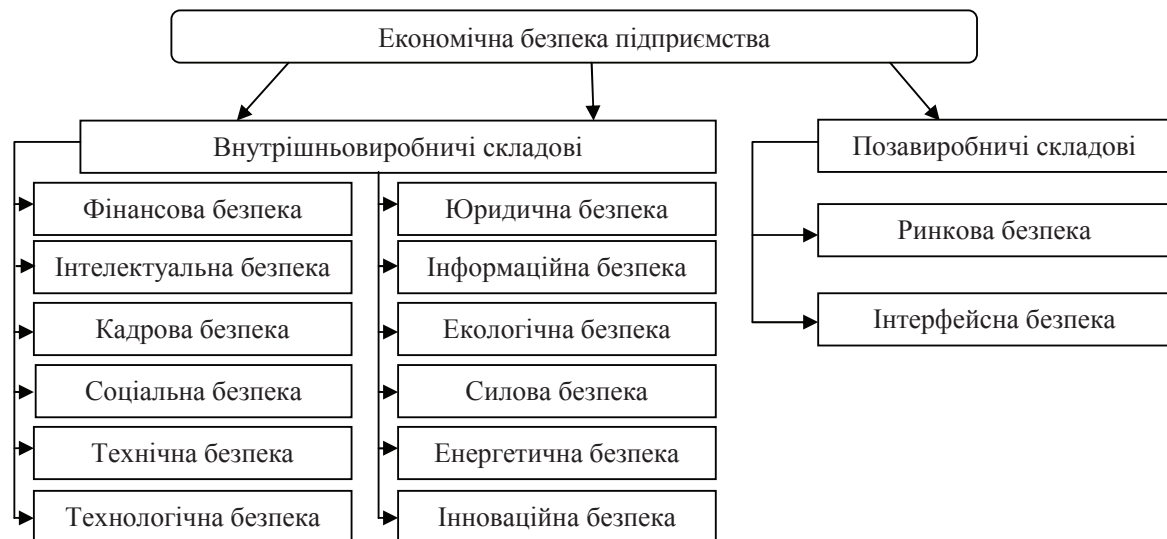 Економічна безпека підприємства
Внутрішньовиробничі складові
Позавиробничі складові
Фінансова безпека
Юридична безпека
Ринкова безпека
Інтелектуальна безпека
Інформаційна безпека
Кадрова безпека
Екологічна безпека
Інтерфейсна безпека
Соціальна безпека
Силова безпека
Технічна безпека
Енергетична безпека
Технологічна безпека
Інноваційна безпека